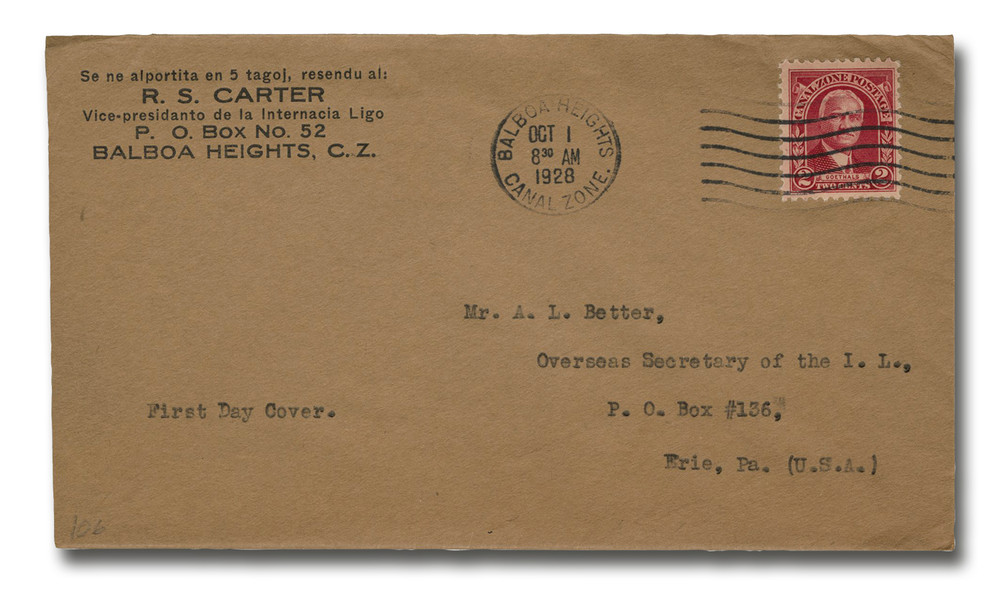 Se ne alportita en 5 tagoj, resendu al:
R. S. CARTER
Vice-presidanto de la Internacia Ligo
P. O. Box No. 52
BALBOA HEIGHTS, C. Z.
BALBOA HEIGHTS
OCT 1
8 30 AM
1928
CANAL ZONE.
CANAL ZONE POSTAGE
GOETHALS
2 2
TWO CENTS
Mr. A. L. Better,
Overseas Secretary of the I. L.,
First Day Cover.
P. O. Box #136,
Erie, Pa. (U.S.A.)
106